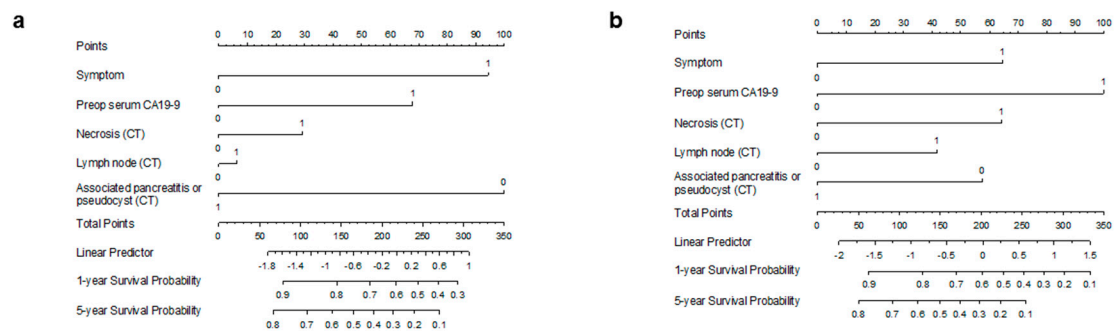 a
Points
0 10 20 30 40 50 60 70 80 90 100
Symptom
0 1
Preop serum CA19-9
0 1
Necrosis (CT)
0 1
Lymph node (CT)
0 1
Associated pancreatitis or
pseudocyst (CT)
1 0
Total Points
0 50 100 150 200 250 300 350
Linear Predictor
-1.8 -1.4 -1 -0.6 -0.2 0.2 0.6 1
1-year Survival Probability
0.9 0.8 0.7 0.6 0.5 0.4 0.3
5-year Survival Probability
0.8 0.7 0.6 0.5 0.4 0.3 0.2 0.1
b
Points
0 10 20 30 40 50 60 70 80 90 100
Symptom
0 1
Preop serum CA19-9
0 1
Necrosis (CT)
0 1
Lymph node (CT)
0 1
Associated pancreatitis or
pseudocyst (CT)
1 0
Total Points
0 50 100 150 200 250 300 350
Linear Predictor
-2 -1.5 -1 -0.5 0 0.5 1 1.5
1-year Survival Probability
0.9 0.8 0.7 0.6 0.5 0.4 0.3 0.2 0.1
5-year Survival Probability
0.8 0.7 0.6 0.5 0.4 0.3 0.2 0.1